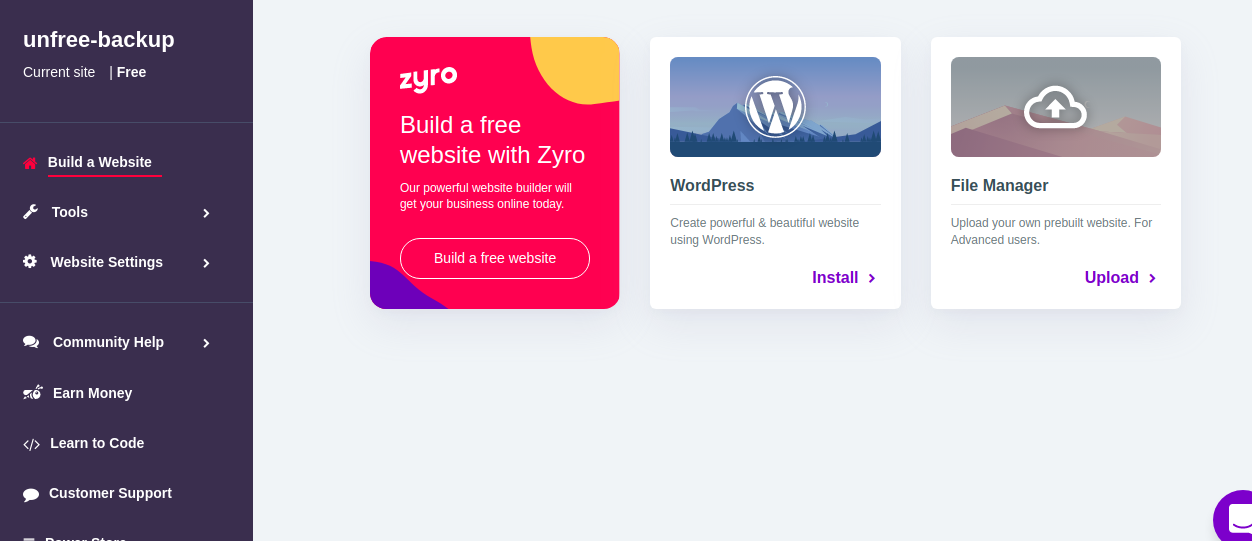 unfree-backup
Current site | Free
Build a Website
Tools
Website Settings
Community Help
Earn Money
Learn to Code
Customer Support
Power Store
zyro
Build a free
website with Zyro
Our powerful website builder will
get your business online today.
Build a free website
WordPress
Create powerful & beautiful website
using WordPress.
Install
File Manager
Upload your own prebuilt website. For
Advanced users.
Upload